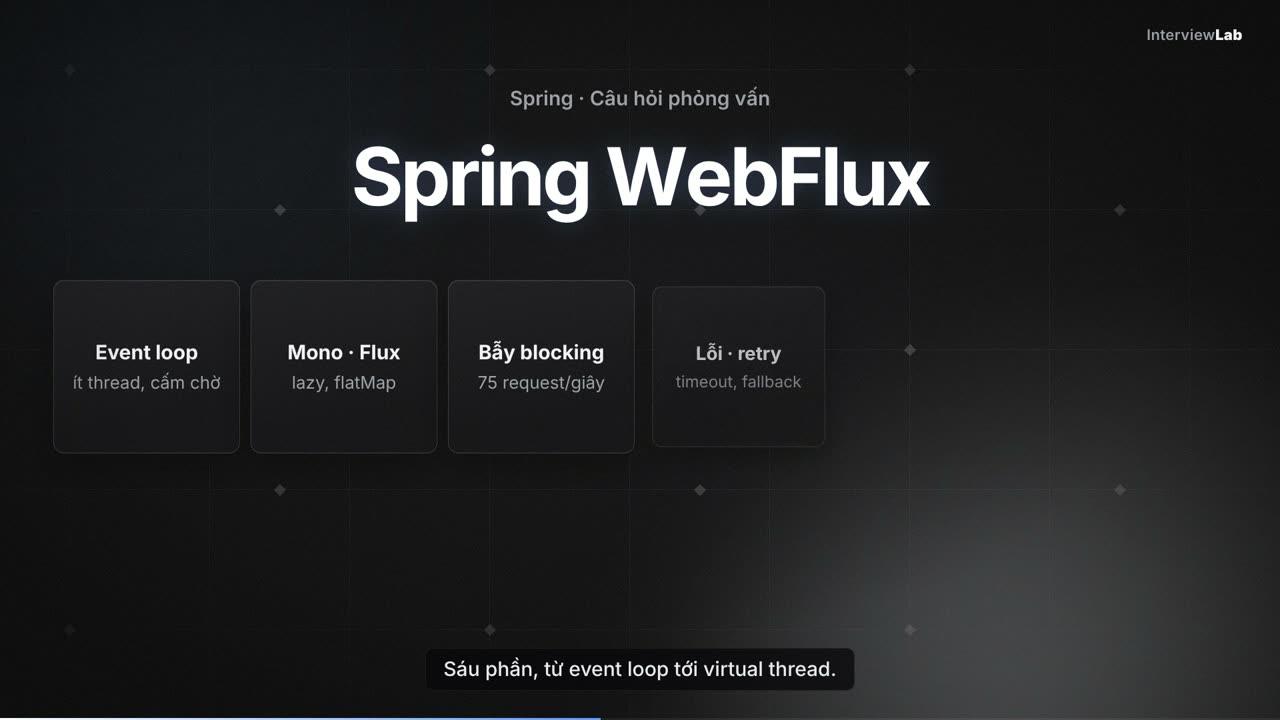 InterviewLab
Spring · Câu hỏi phỏng vấn
Spring WebFlux
Event loop
ít thread, cấm chờ
Mono · Flux
lazy, flatMap
Bẫy blocking
75 request/giây
Lỗi · retry
timeout, fallback
Sáu phần, từ event loop tới virtual thread.